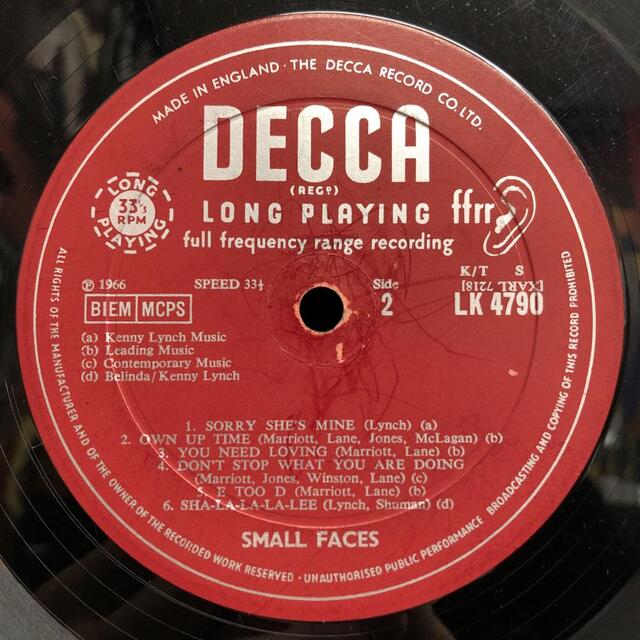 MADE IN ENGLAND · THE DECCA RECORD CO. LTD.
DECCA
(REGD)
LONG PLAYING ffrr
full frequency range recording
LONG
33⅓
RPM
PLAYING
℗ 1966 SPEED 33⅓ Side
2
K/T S
(XARL 7218)
LK 4790
BIEM MCPS
(a) Kenny Lynch Music
(b) Leading Music
(c) Contemporary Music
(d) Belinda/Kenny Lynch
1. SORRY SHE'S MINE (Lynch) (a)
2. OWN UP TIME (Marriott, Lane, Jones, McLagan) (b)
3. YOU NEED LOVING (Marriott, Lane) (b)
4. DON'T STOP WHAT YOU ARE DOING
(Marriott, Jones, Winston, Lane) (c)
5. E TOO D (Marriott, Lane) (b)
6. SHA-LA-LA-LA-LEE (Lynch, Shuman) (d)
SMALL FACES
ALL RIGHTS OF THE MANUFACTURER AND OF THE OWNER OF THE RECORDED WORK RESERVED · UNAUTHORISED PUBLIC PERFORMANCE BROADCASTING AND COPYING OF THIS RECORD PROHIBITED